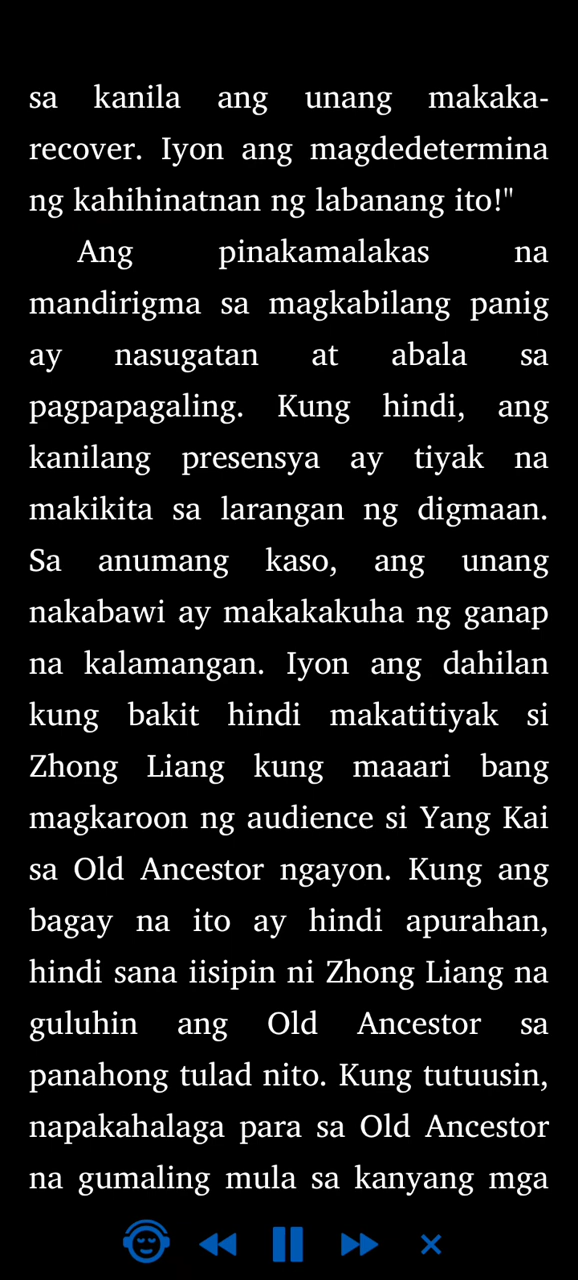 sa kanila ang unang makaka-
recover. Iyon ang magdedetermina
ng kahihinatnan ng labanang ito!"
Ang pinakamalakas na
mandirigma sa magkabilang panig
ay nasugatan at abala sa
pagpapagaling. Kung hindi, ang
kanilang presensya ay tiyak na
makikita sa larangan ng digmaan.
Sa anumang kaso, ang unang
nakabawi ay makakakuha ng ganap
na kalamangan. Iyon ang dahilan
kung bakit hindi makatitiyak si
Zhong Liang kung maaari bang
magkaroon ng audience si Yang Kai
sa Old Ancestor ngayon. Kung ang
bagay na ito ay hindi apurahan,
hindi sana iisipin ni Zhong Liang na
guluhin ang Old Ancestor sa
panahong tulad nito. Kung tutuusin,
napakahalaga para sa Old Ancestor
na gumaling mula sa kanyang mga